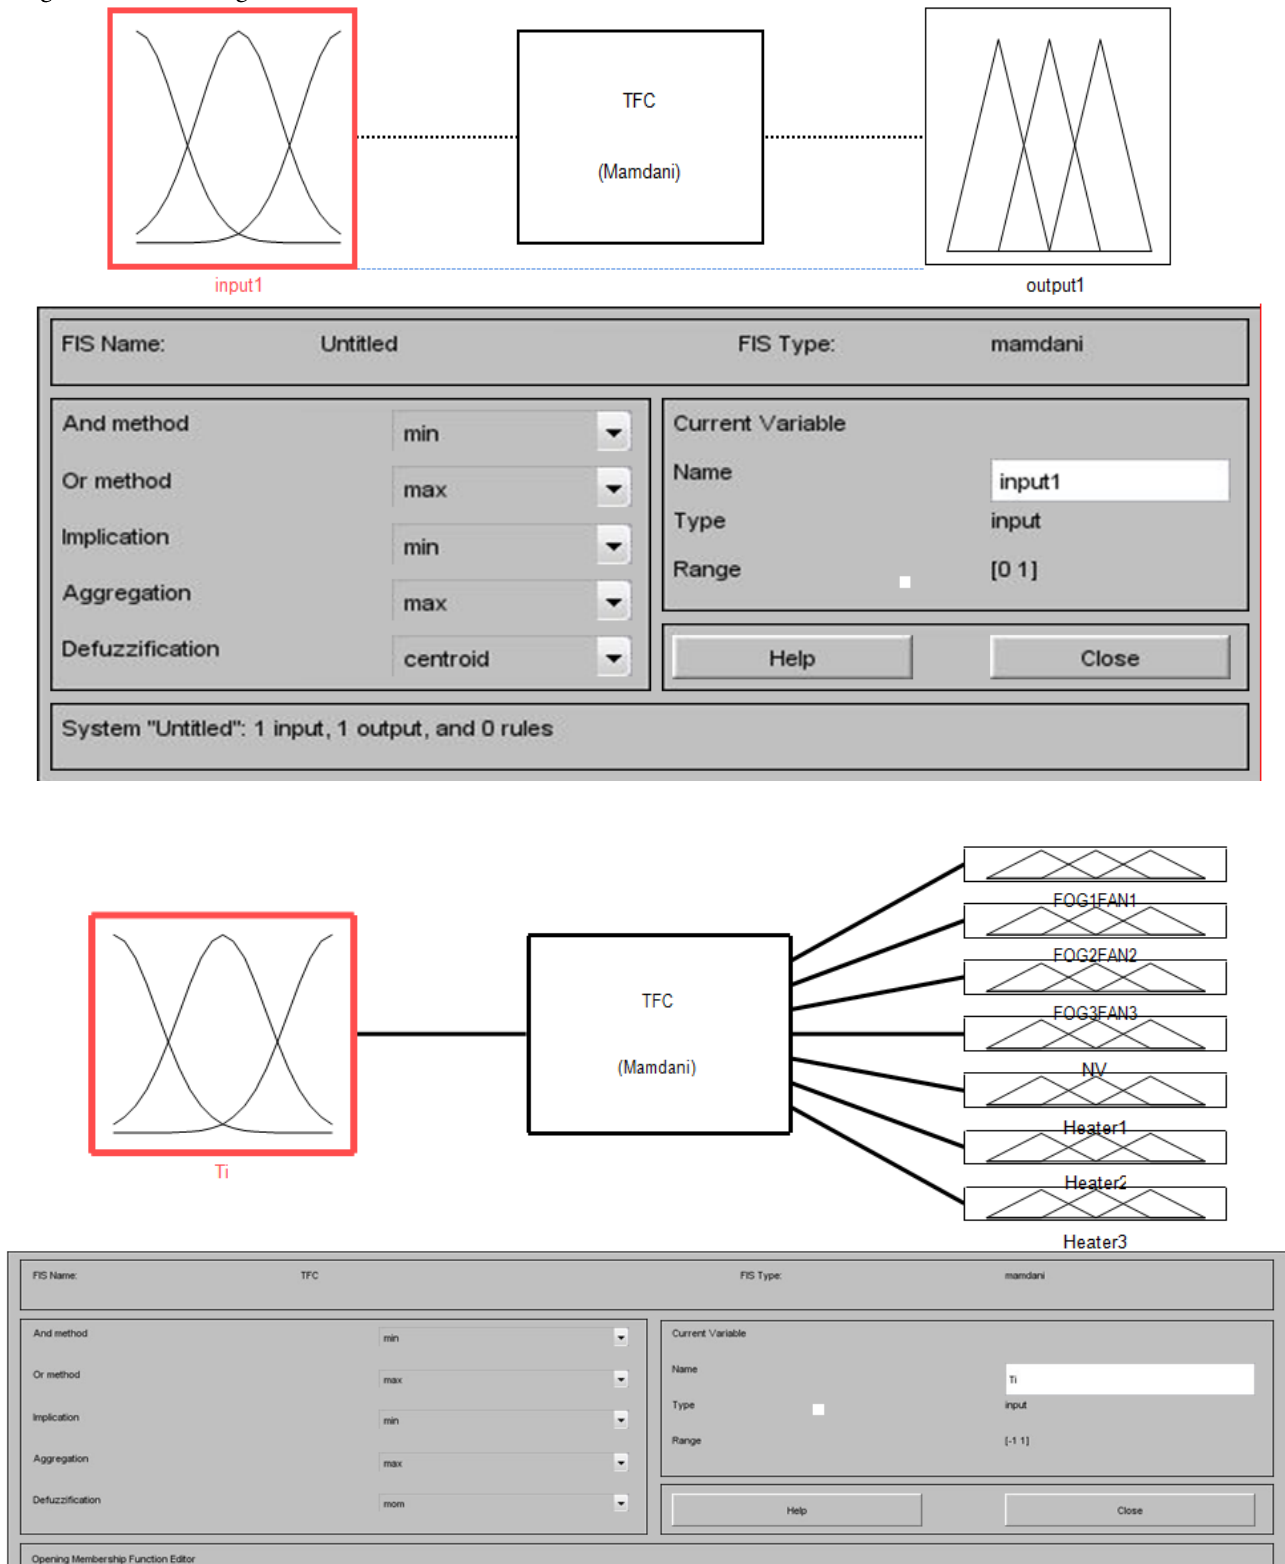 TFC
(Mamdani)
input1
output1
FIS Name: Untitled FIS Type: mamdani
And method min
Or method max
Implication min
Aggregation max
Defuzzification centroid
Current Variable
Name input1
Type input
Range [0 1]
Help Close
System "Untitled": 1 input, 1 output, and 0 rules
FOG1FAN1
FOG2FAN2
FOG3FAN3
NV
Heater1
Heater2
Heater3
TFC
(Mamdani)
Ti
FIS Name: TFC FIS Type: mamdani
And method min
Or method max
Implication min
Aggregation max
Defuzzification mom
Current Variable
Name Ti
Type input
Range [-1 1]
Help Close
Opening Membership Function Editor